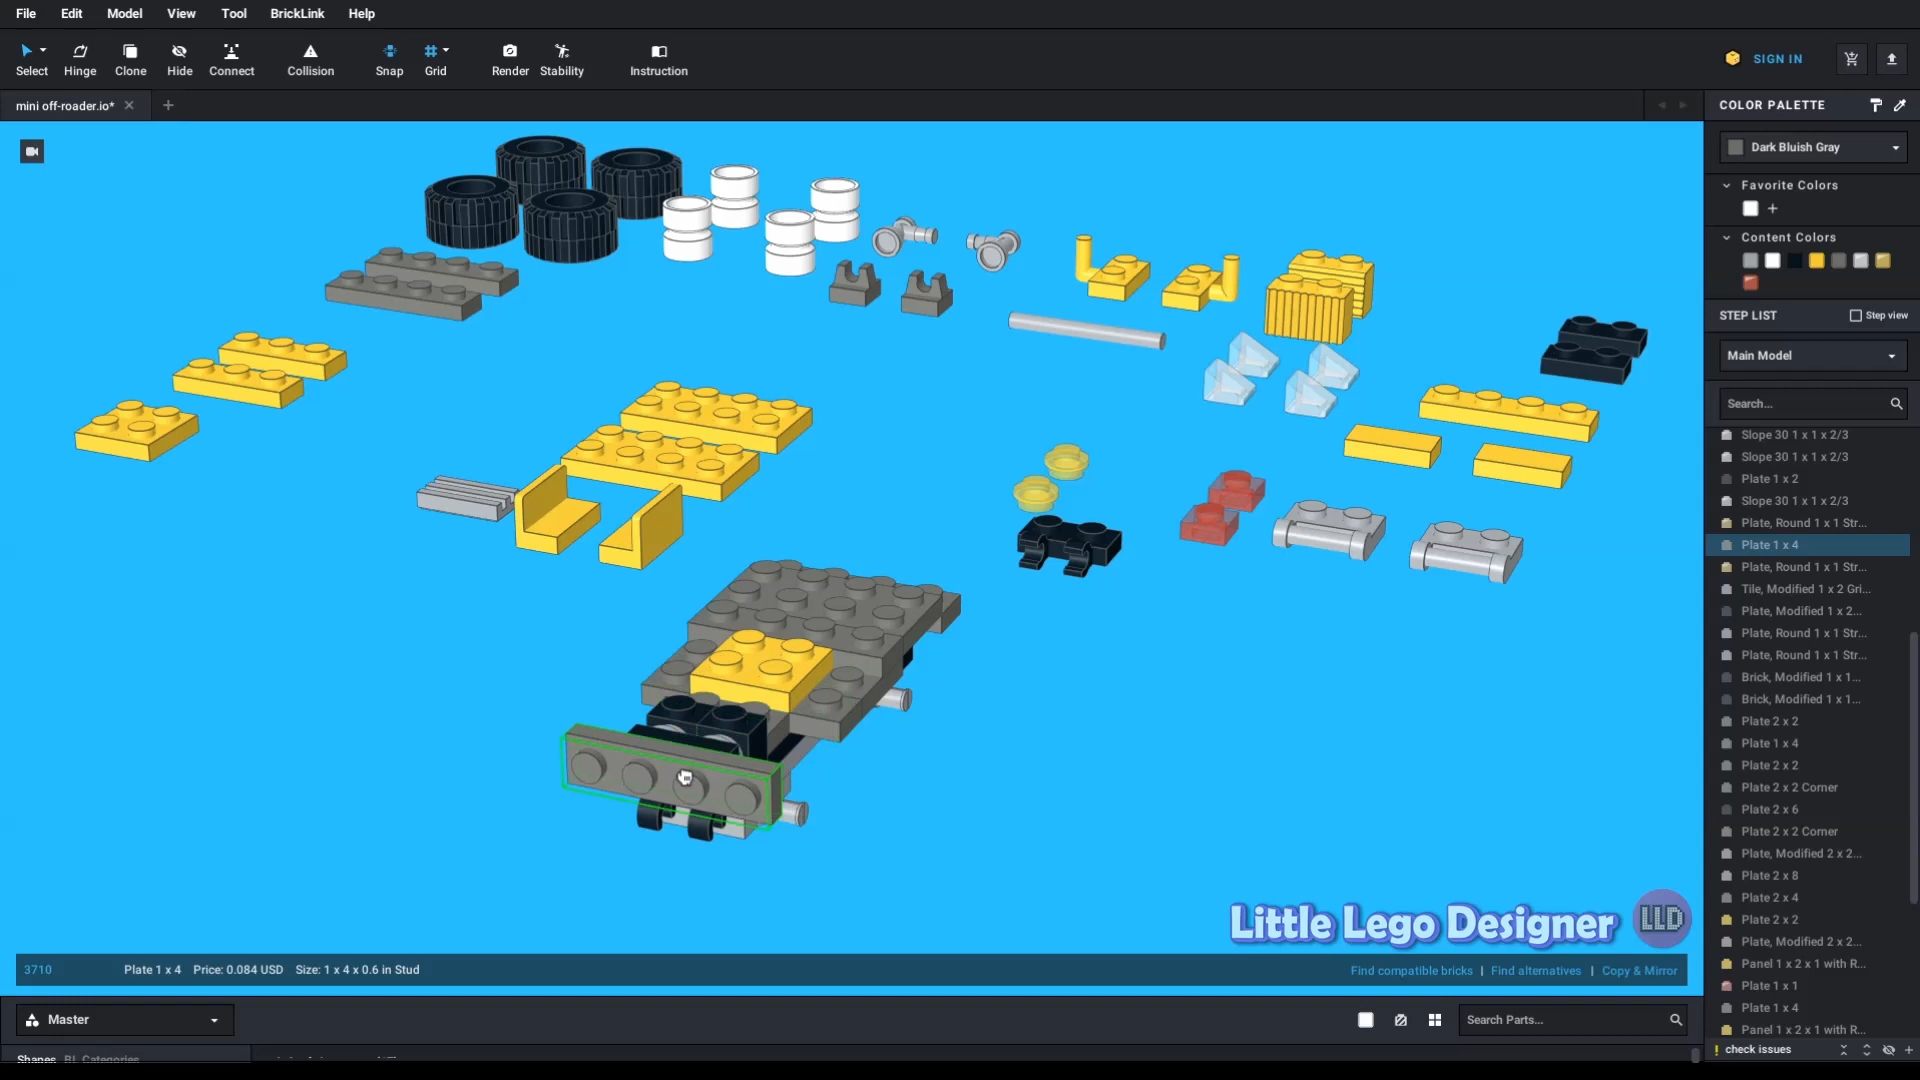 File Edit Model View Tool BrickLink Help
Select Hinge Clone Hide Connect Collision Snap Grid Render Stability Instruction
SIGN IN
mini off-roader.io*
COLOR PALETTE
Dark Bluish Gray
Favorite Colors
Content Colors
STEP LIST Step view
Main Model
Search...
Slope 30 1 x 1 x 2/3
Slope 30 1 x 1 x 2/3
Plate 1 x 2
Slope 30 1 x 1 x 2/3
Plate, Round 1 x 1 Str...
Plate 1 x 4
Plate, Round 1 x 1 Str...
Tile, Modified 1 x 2 Gri...
Plate, Modified 1 x 2...
Plate, Round 1 x 1 Str...
Plate, Round 1 x 1 Str...
Brick, Modified 1 x 1...
Brick, Modified 1 x 1...
Plate 2 x 2
Plate 1 x 4
Plate 2 x 2
Plate 2 x 2 Corner
Plate 2 x 6
Plate 2 x 2 Corner
Plate, Modified 2 x 2...
Plate 2 x 8
Plate 2 x 4
Plate 2 x 2
Plate, Modified 2 x 2...
Panel 1 x 2 x 1 with R...
Plate 1 x 1
Plate 1 x 4
Panel 1 x 2 x 1 with R...
check issues
Little Lego Designer
LLD
3710 Plate 1 x 4 Price: 0.084 USD Size: 1 x 4 x 0.6 in Stud
Find compatible bricks | Find alternatives | Copy & Mirror
Master
Search Parts...
Shapes BL Categories